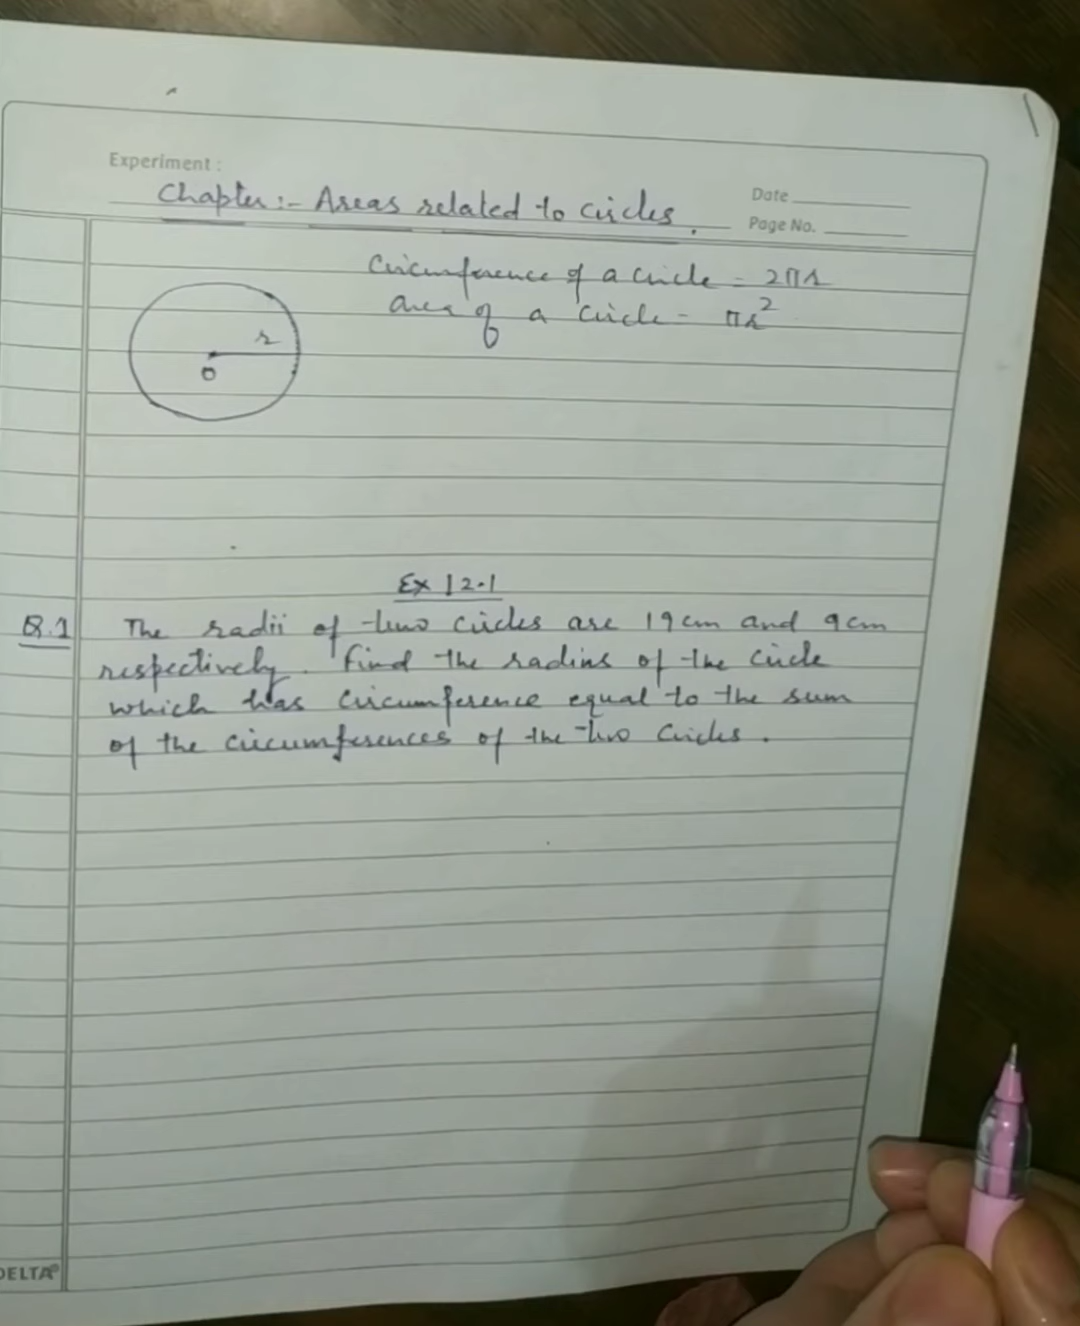 Experiment :
Chapter :- Areas related to circles.
Date
Page No.
Circumference of a circle = 2πr
area of a circle - πr²
r
O
Ex 12.1
Q.1 The radii of two circles are 19 cm and 9 cm
respectively. Find the radius of the circle
which has circumference equal to the sum
of the circumferences of the two circles.
DELTA®